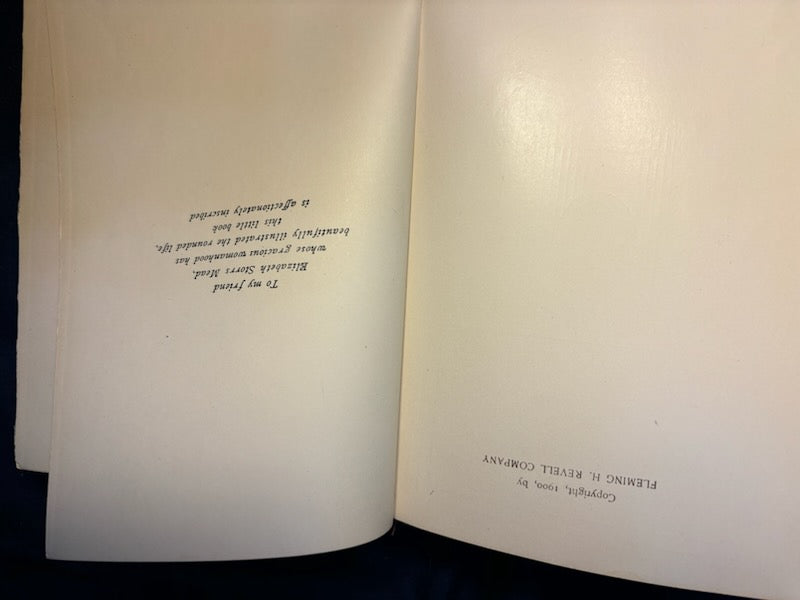 Copyright, 1900, by
FLEMING H. REVELL COMPANY
To my friend
Elizabeth Storrs Mead,
whose gracious womanhood has
beautifully illustrated the rounded life,
this little book
is affectionately inscribed